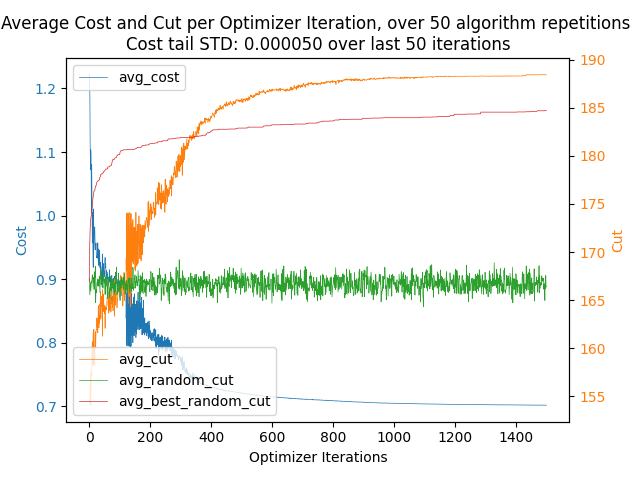 Average Cost and Cut per Optimizer Iteration, over 50 algorithm repetitions
Cost tail STD: 0.000050 over last 50 iterations
avg_cost
1.2
1.1
1.0
0.9
0.8
0.7
Cost
190
185
180
175
170
165
160
155
Cut
avg_cut
avg_random_cut
avg_best_random_cut
0 200 400 600 800 1000 1200 1400
Optimizer Iterations